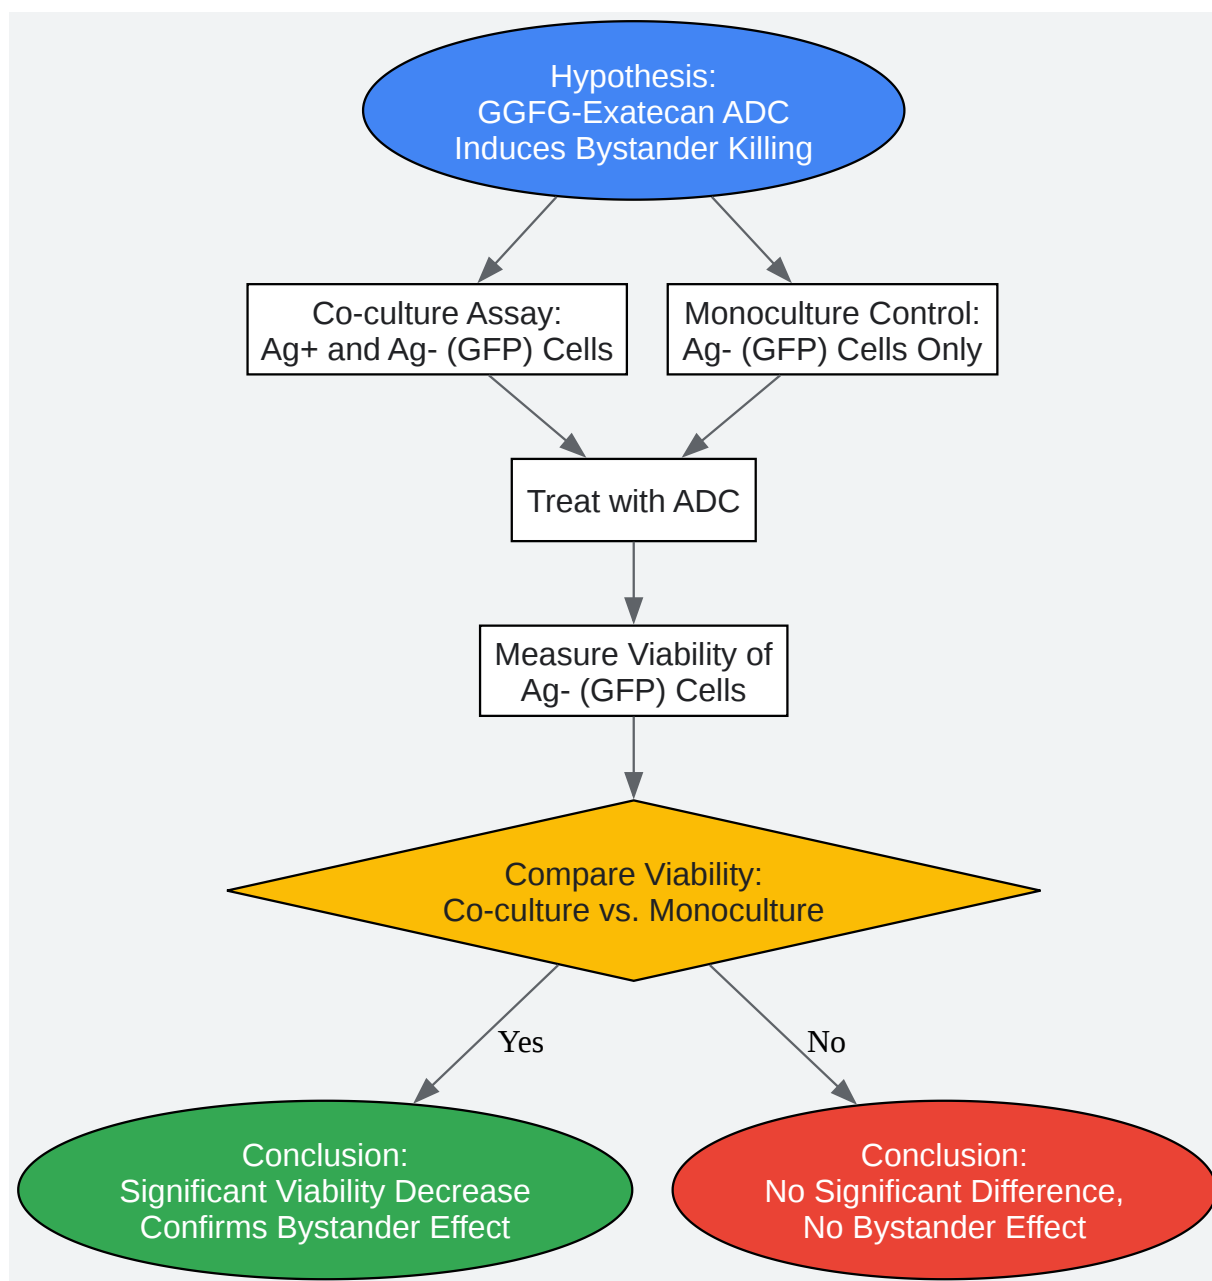 Hypothesis:
GGFG-Exatecan ADC
Induces Bystander Killing
Co-culture Assay:
Ag+ and Ag- (GFP) Cells
Monoculture Control:
Ag- (GFP) Cells Only
Treat with ADC
Measure Viability of
Ag- (GFP) Cells
Compare Viability:
Co-culture vs. Monoculture
Yes
No
Conclusion:
Significant Viability Decrease
Confirms Bystander Effect
Conclusion:
No Significant Difference,
No Bystander Effect